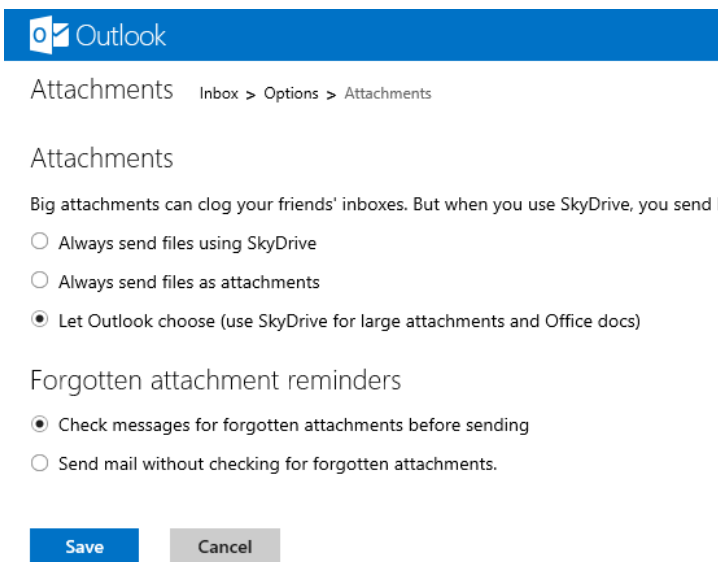 Outlook
Attachments Inbox > Options > Attachments
Attachments
Big attachments can clog your friends' inboxes. But when you use SkyDrive, you send
Always send files using SkyDrive
Always send files as attachments
Let Outlook choose (use SkyDrive for large attachments and Office docs)
Forgotten attachment reminders
Check messages for forgotten attachments before sending
Send mail without checking for forgotten attachments.
Save Cancel